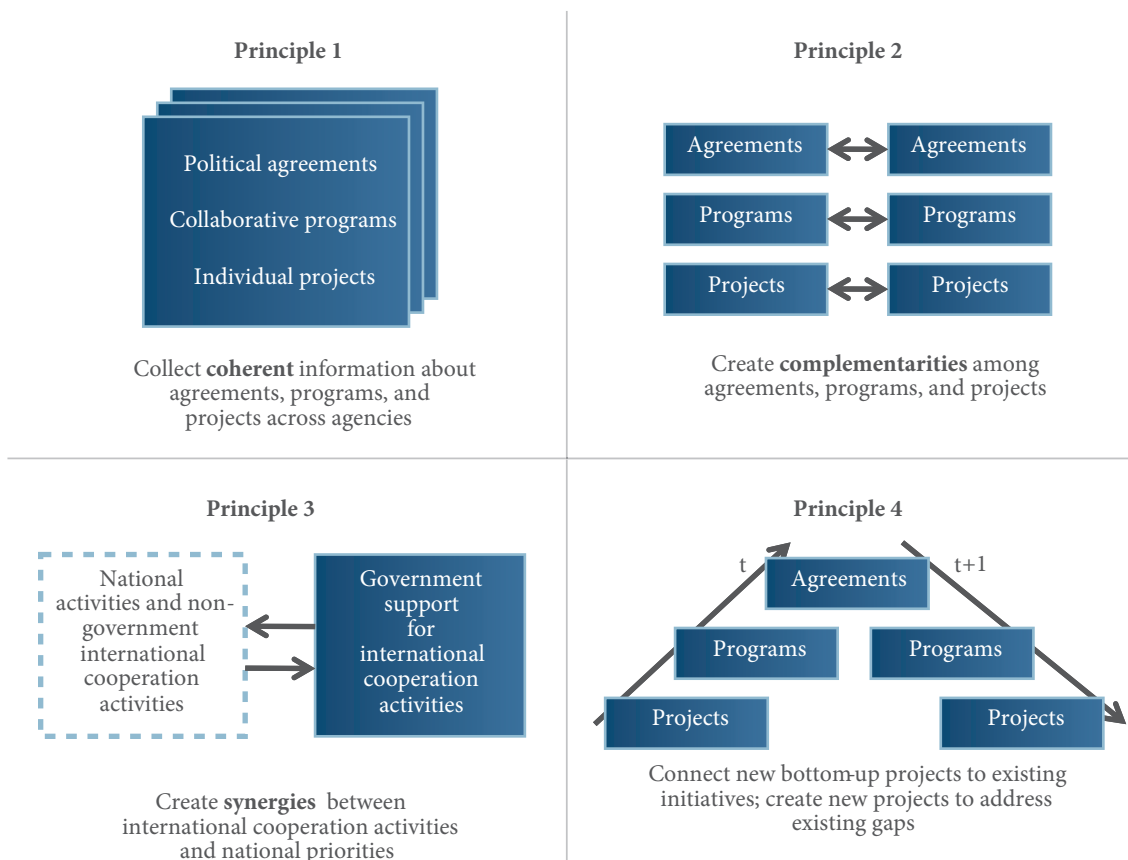 Principle 1
Political agreements
Collaborative programs
Individual projects
Collect coherent information about
agreements, programs, and
projects across agencies
Principle 2
Agreements
Agreements
Programs
Programs
Projects
Projects
Create complementarities among
agreements, programs, and projects
Principle 3
National
activities and non-
government
international
cooperation
activities
Government
support
for
international
cooperation
activities
Create synergies between
international cooperation activities
and national priorities
Principle 4
t
t+1
Agreements
Programs
Programs
Projects
Projects
Connect new bottom-up projects to existing
initiatives; create new projects to address
existing gaps